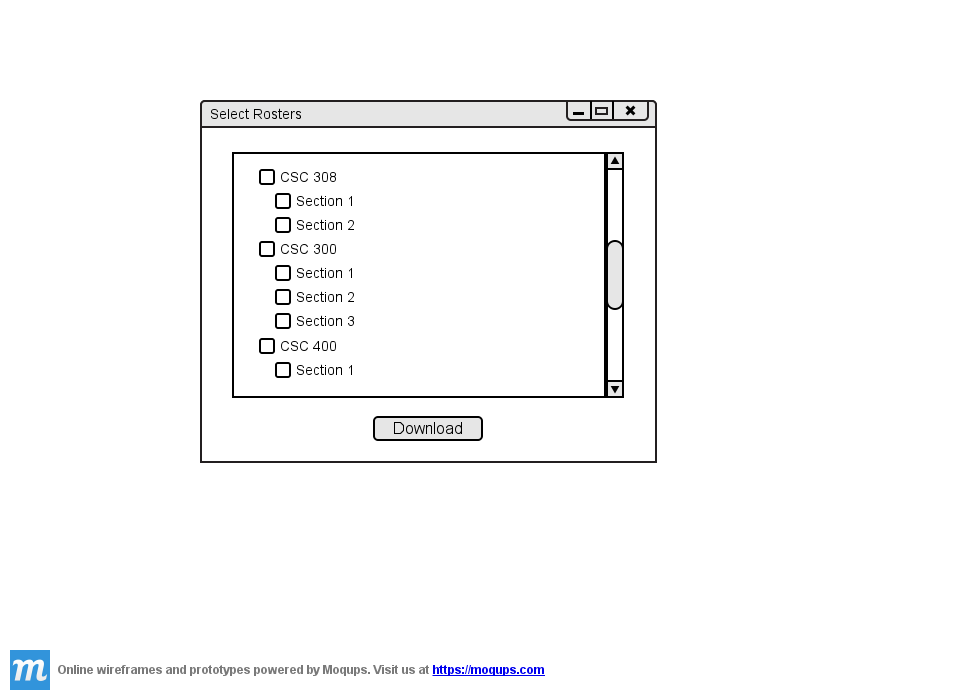 Select Rosters
CSC 308
Section 1
Section 2
CSC 300
Section 1
Section 2
Section 3
CSC 400
Section 1
Download
m Online wireframes and prototypes powered by Moqups. Visit us at https://moqups.com